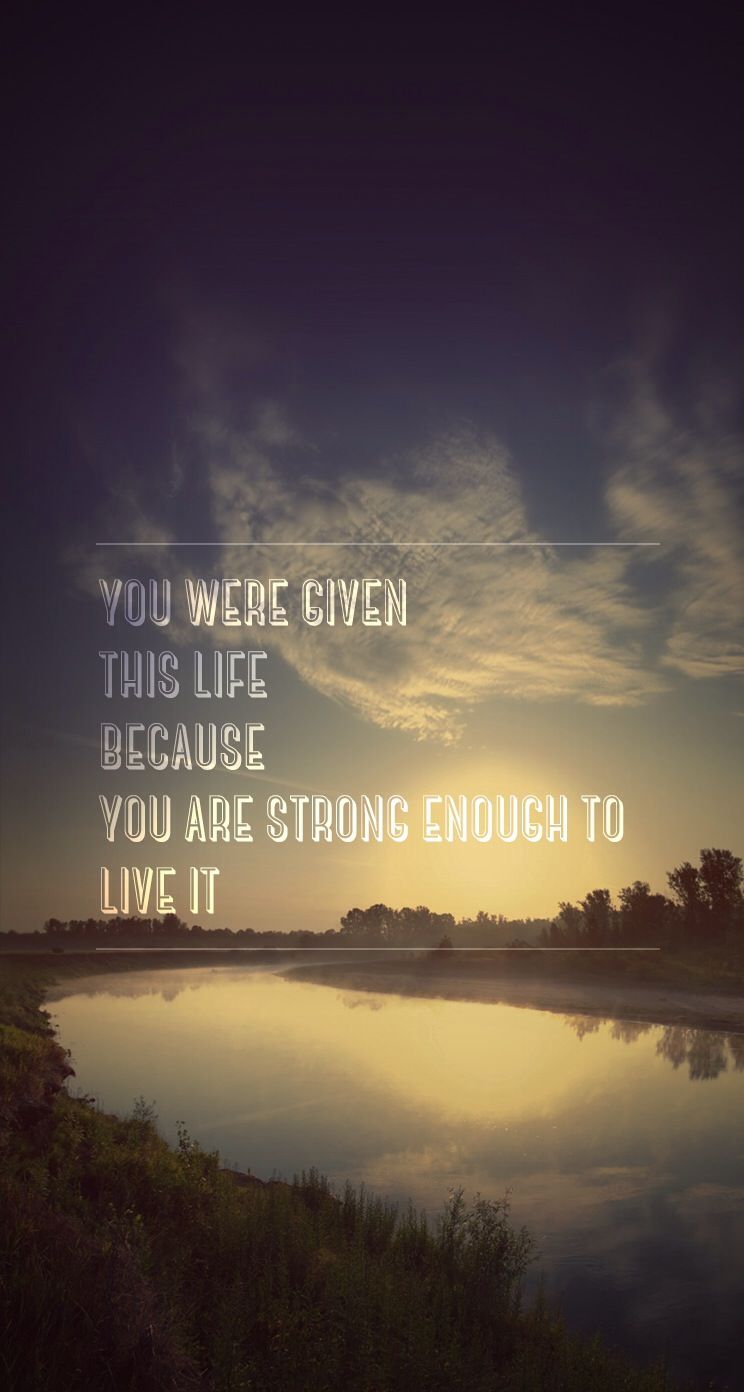 YOU WERE GIVEN
THIS LIFE
BECAUSE
YOU ARE STRONG ENOUGH TO
LIVE IT